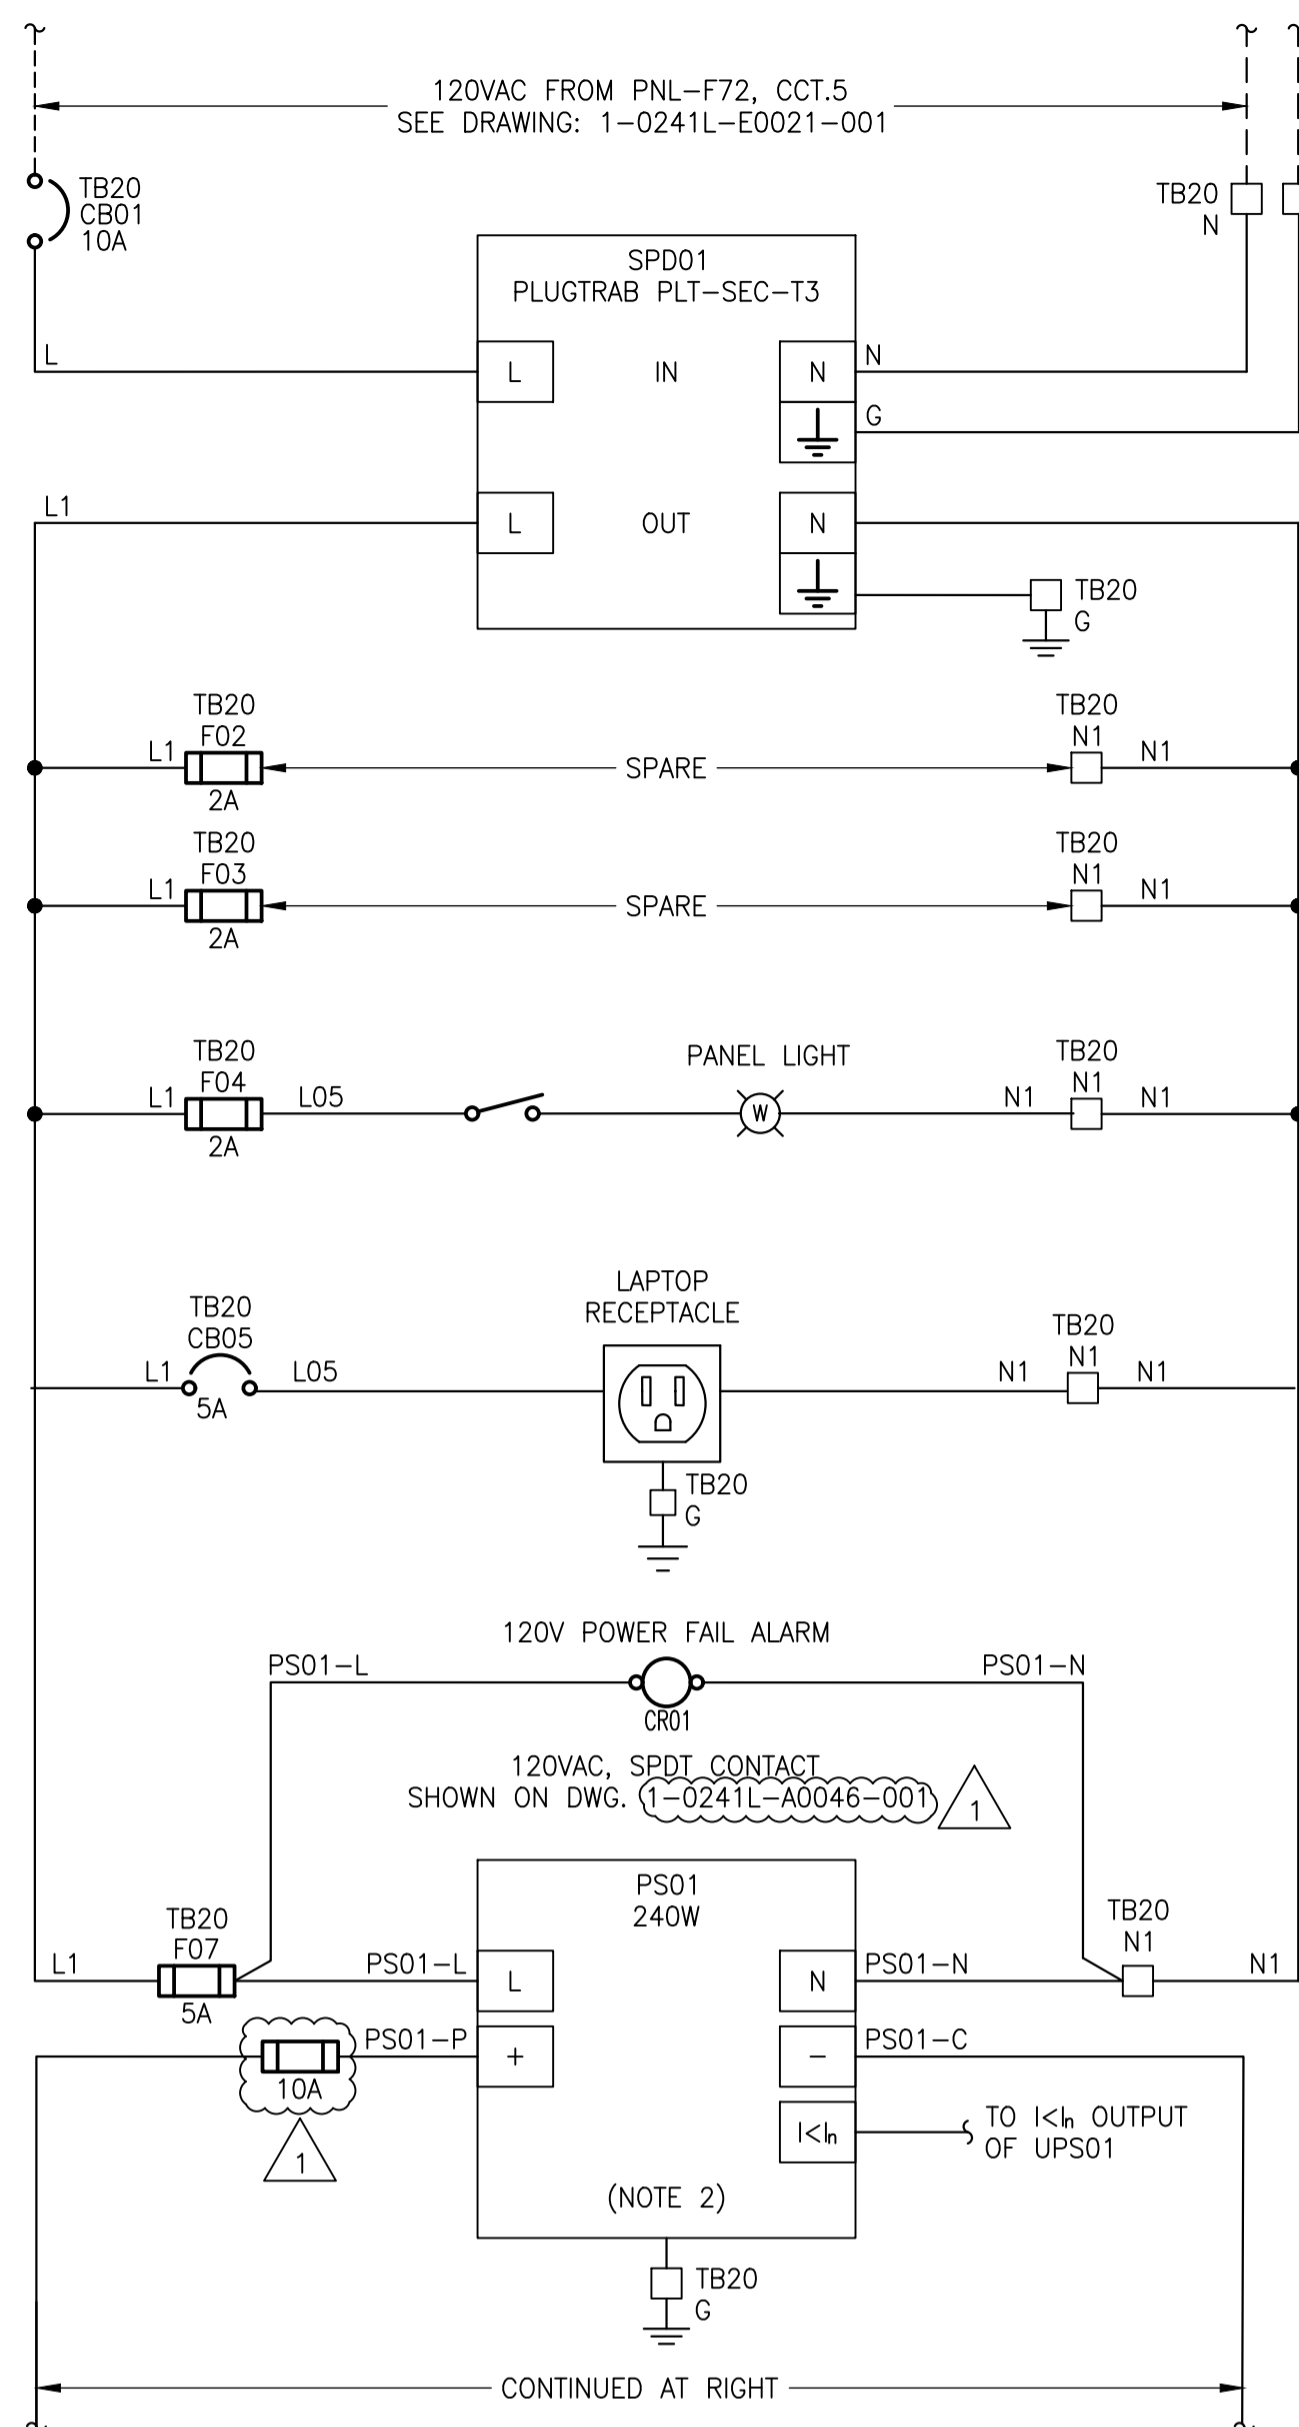 120VAC FROM PNL-F72, CCT.5
SEE DRAWING: 1-0241L-E0021-001
TB20
CB01
10A
TB20
N
SPD01
PLUGTRAB PLT-SEC-T3
L
L
IN
N
N
G
L1
L
OUT
N
TB20
G
TB20
F02
L1
2A
SPARE
TB20
N1
N1
TB20
F03
L1
2A
SPARE
TB20
N1
N1
TB20
F04
L1
2A
L05
PANEL LIGHT
W
N1
TB20
N1
N1
LAPTOP
RECEPTACLE
TB20
CB05
L1
5A
L05
N1
TB20
N1
N1
TB20
G
120V POWER FAIL ALARM
PS01-L
PS01-N
CR01
120VAC, SPDT CONTACT
SHOWN ON DWG. 1-0241L-A0046-001
1
PS01
240W
TB20
F07
L1
5A
PS01-L
L
N
PS01-N
TB20
N1
N1
10A
PS01-P
+
-
PS01-C
1
I<In
TO I<In OUTPUT
OF UPS01
(NOTE 2)
TB20
G
CONTINUED AT RIGHT